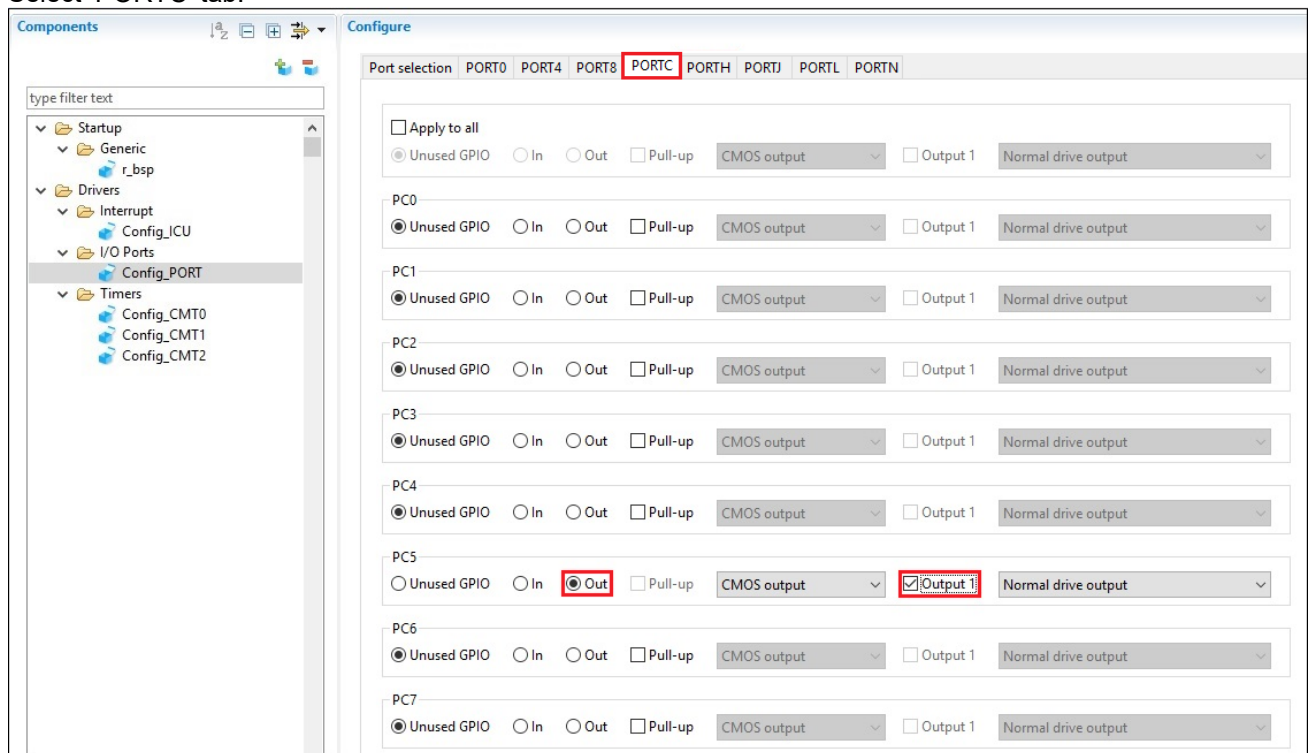 Select 'PORTC' tab.
Components
Configure
type filter text
Startup
Generic
r_bsp
Drivers
Interrupt
Config_ICU
I/O Ports
Config_PORT
Timers
Config_CMT0
Config_CMT1
Config_CMT2
Port selection PORT0 PORT4 PORT8 PORTC PORTH PORTJ PORTL PORTN
Apply to all
Unused GPIO In Out Pull-up CMOS output Output 1 Normal drive output
PC0
Unused GPIO In Out Pull-up CMOS output Output 1 Normal drive output
PC1
Unused GPIO In Out Pull-up CMOS output Output 1 Normal drive output
PC2
Unused GPIO In Out Pull-up CMOS output Output 1 Normal drive output
PC3
Unused GPIO In Out Pull-up CMOS output Output 1 Normal drive output
PC4
Unused GPIO In Out Pull-up CMOS output Output 1 Normal drive output
PC5
Unused GPIO In Out Pull-up CMOS output Output 1 Normal drive output
PC6
Unused GPIO In Out Pull-up CMOS output Output 1 Normal drive output
PC7
Unused GPIO In Out Pull-up CMOS output Output 1 Normal drive output